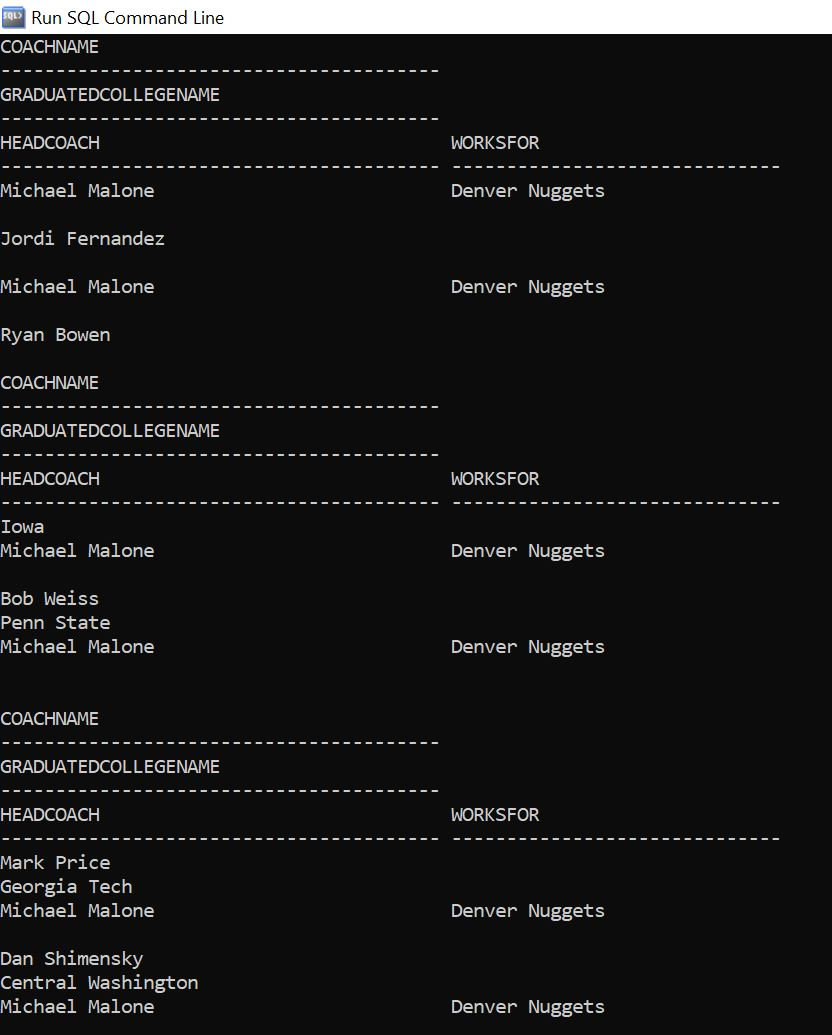 SQL> Run SQL Command Line
COACHNAME
----------------------------------------
GRADUATEDCOLLEGENAME
----------------------------------------
HEADCOACH                                WORKSFOR
---------------------------------------- ------------------------------
Michael Malone                           Denver Nuggets
Jordi Fernandez
Michael Malone                           Denver Nuggets
Ryan Bowen
COACHNAME
----------------------------------------
GRADUATEDCOLLEGENAME
----------------------------------------
HEADCOACH                                WORKSFOR
---------------------------------------- ------------------------------
Iowa
Michael Malone                           Denver Nuggets
Bob Weiss
Penn State
Michael Malone                           Denver Nuggets
COACHNAME
----------------------------------------
GRADUATEDCOLLEGENAME
----------------------------------------
HEADCOACH                                WORKSFOR
---------------------------------------- ------------------------------
Mark Price
Georgia Tech
Michael Malone                           Denver Nuggets
Dan Shimensky
Central Washington
Michael Malone                           Denver Nuggets